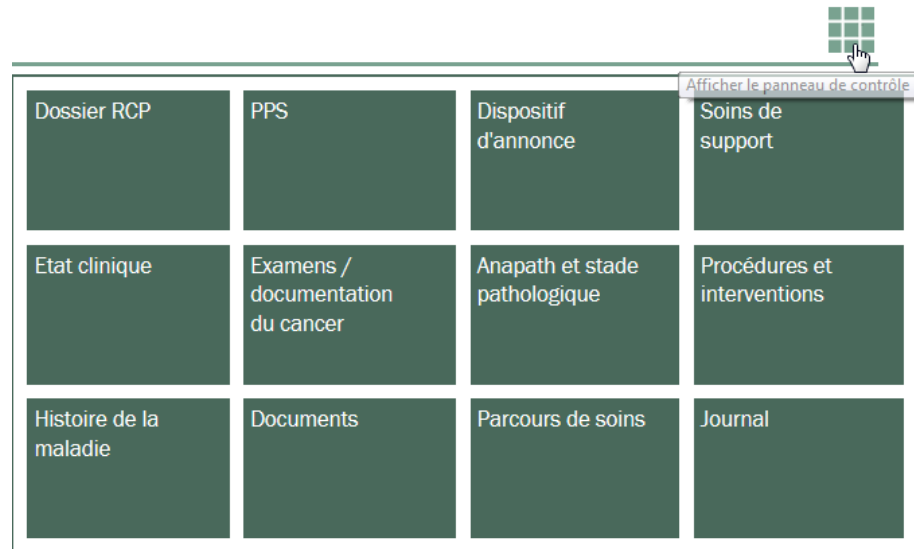 Afficher le panneau de contrôle
Dossier RCP
PPS
Dispositif
d'annonce
Soins de
support
Etat clinique
Examens /
documentation
du cancer
Anapath et stade
pathologique
Procédures et
interventions
Histoire de la
maladie
Documents
Parcours de soins
Journal